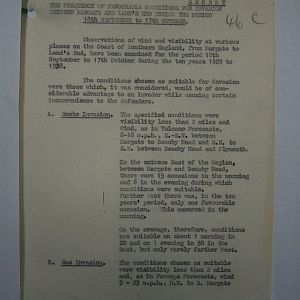 SECRET
46 C
THE FREQUENCY OF FAVOURABLE CONDITIONS FOR INVASION
BETWEEN MARGATE AND LAND'S END DURING THE PERIOD
18th SEPTEMBER to 17th OCTOBER.
Observations of wind and visibility at various
places on the Coast of Southern England, from Margate to
Land's End, have been examined for the period 18th
September to 17th October during the ten years 1929 to
1938.
The conditions chosen as suitable for Invasion
were those which, it was considered, would be of
considerable advantage to an invader while causing certain
inconvenience to the defenders.
A. Smoke Invasion. The specified conditions were
visibility less than 2 miles and
Wind, as in Volcano Forecasts,
m.p.h., between
Margate to Beachy Head and to
between Beachy Head and Plymouth.
In the extreme East of the Region,
between Margate and Beachy Head,
there were 15 occasions in the morning
and 6 in the evening during which
conditions were suitable.
Further West there was, in the ten
years' period, only one favourable
occasion. This occurred in the
morning.
On the average, therefore, conditions
are suitable on about 1 morning in
20 and on 1 evening in 50 in the
East, but only rarely further West.
B. Gas Invasion. The conditions chosen as suitable
were visibility less than 2 miles
and, as in Forecasts, wind
5 - 25 m.p.h., to Margate